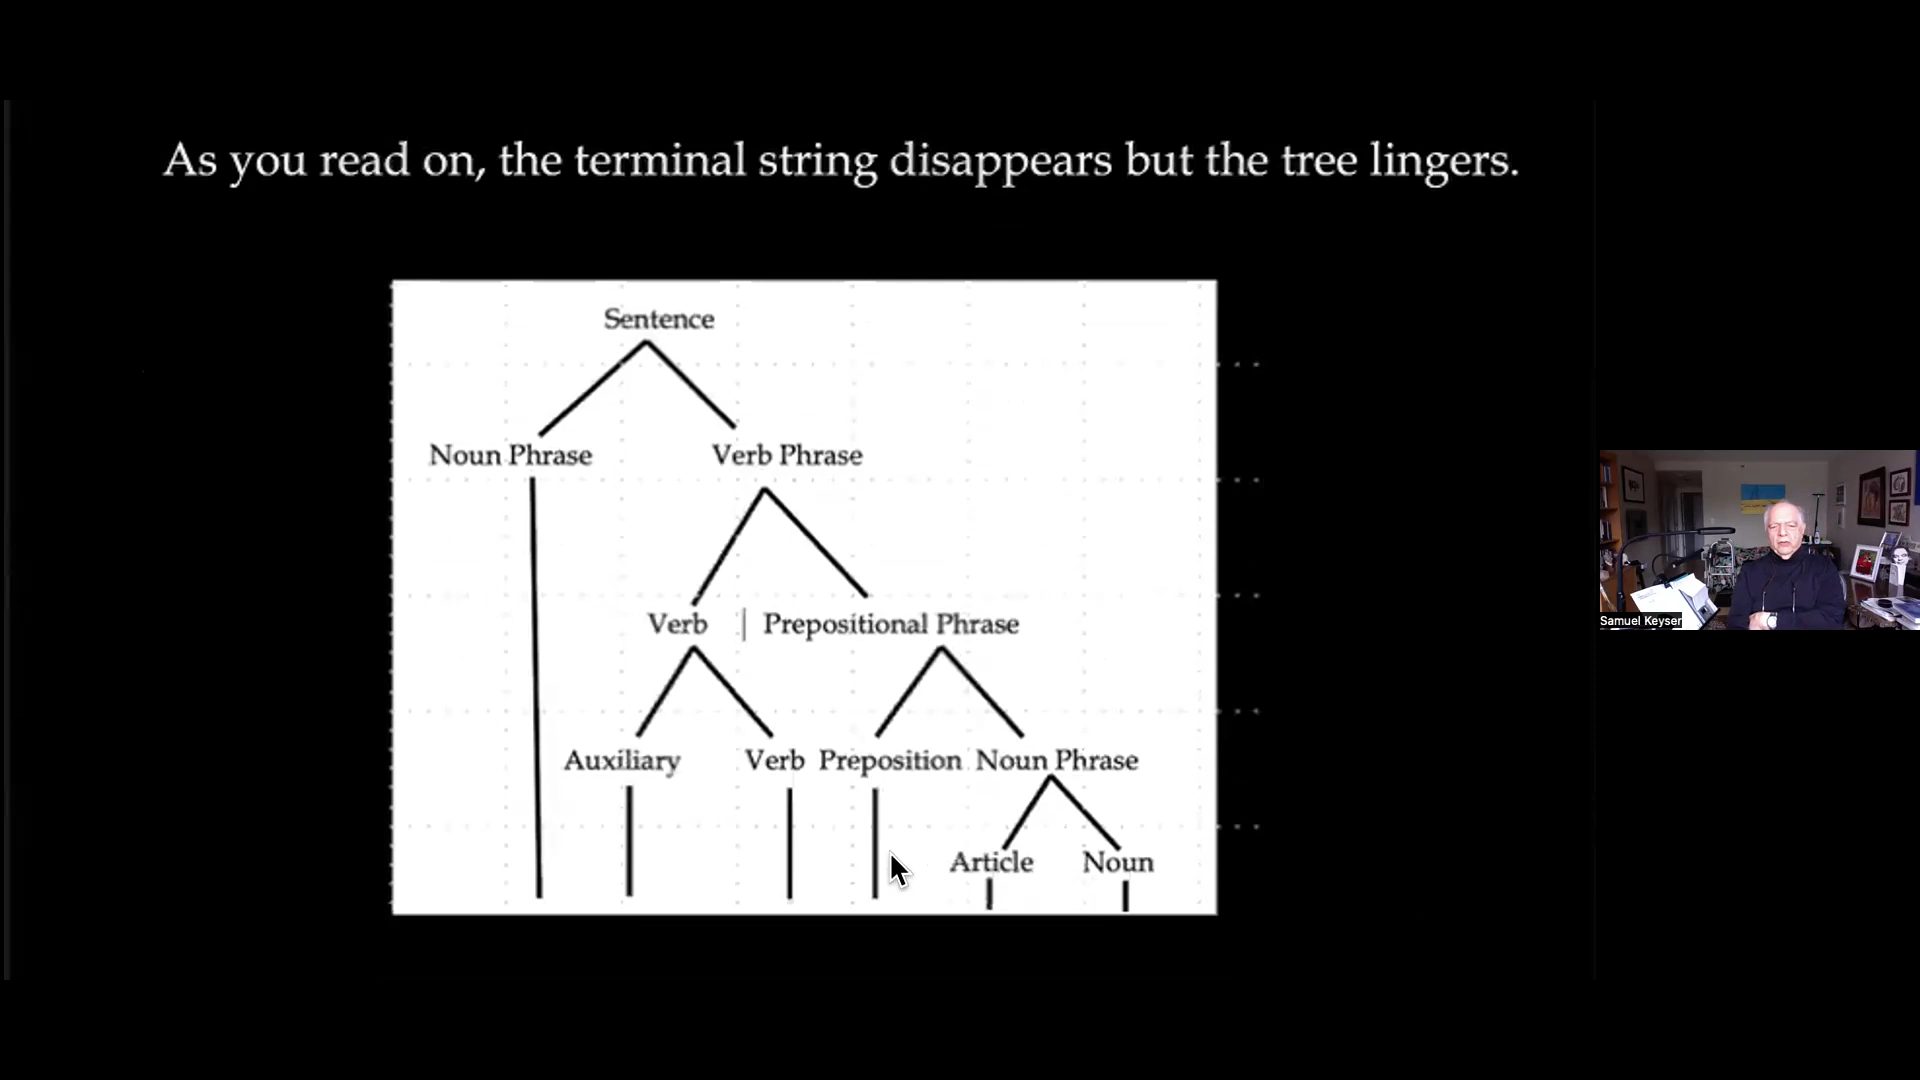 As you read on, the terminal string disappears but the tree lingers.
Sentence
Noun Phrase Verb Phrase
Verb | Prepositional Phrase
Auxiliary Verb Preposition Noun Phrase
Article Noun
Samuel Keyser